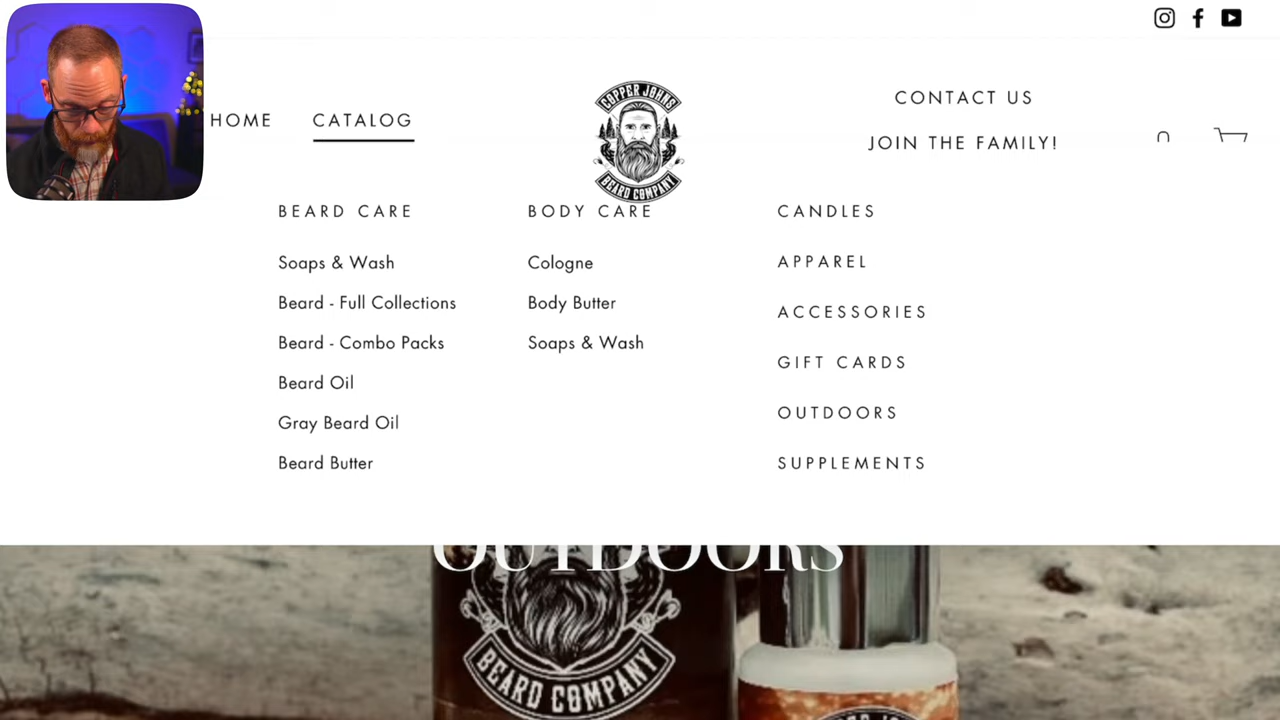 HOME
CATALOG
COPPER JOHNS
BEARD COMPANY
CONTACT US
JOIN THE FAMILY!
BEARD CARE
Soaps & Wash
Beard - Full Collections
Beard - Combo Packs
Beard Oil
Gray Beard Oil
Beard Butter
BODY CARE
Cologne
Body Butter
Soaps & Wash
CANDLES
APPAREL
ACCESSORIES
GIFT CARDS
OUTDOORS
SUPPLEMENTS
OUTDOORS
BEARD COMPANY